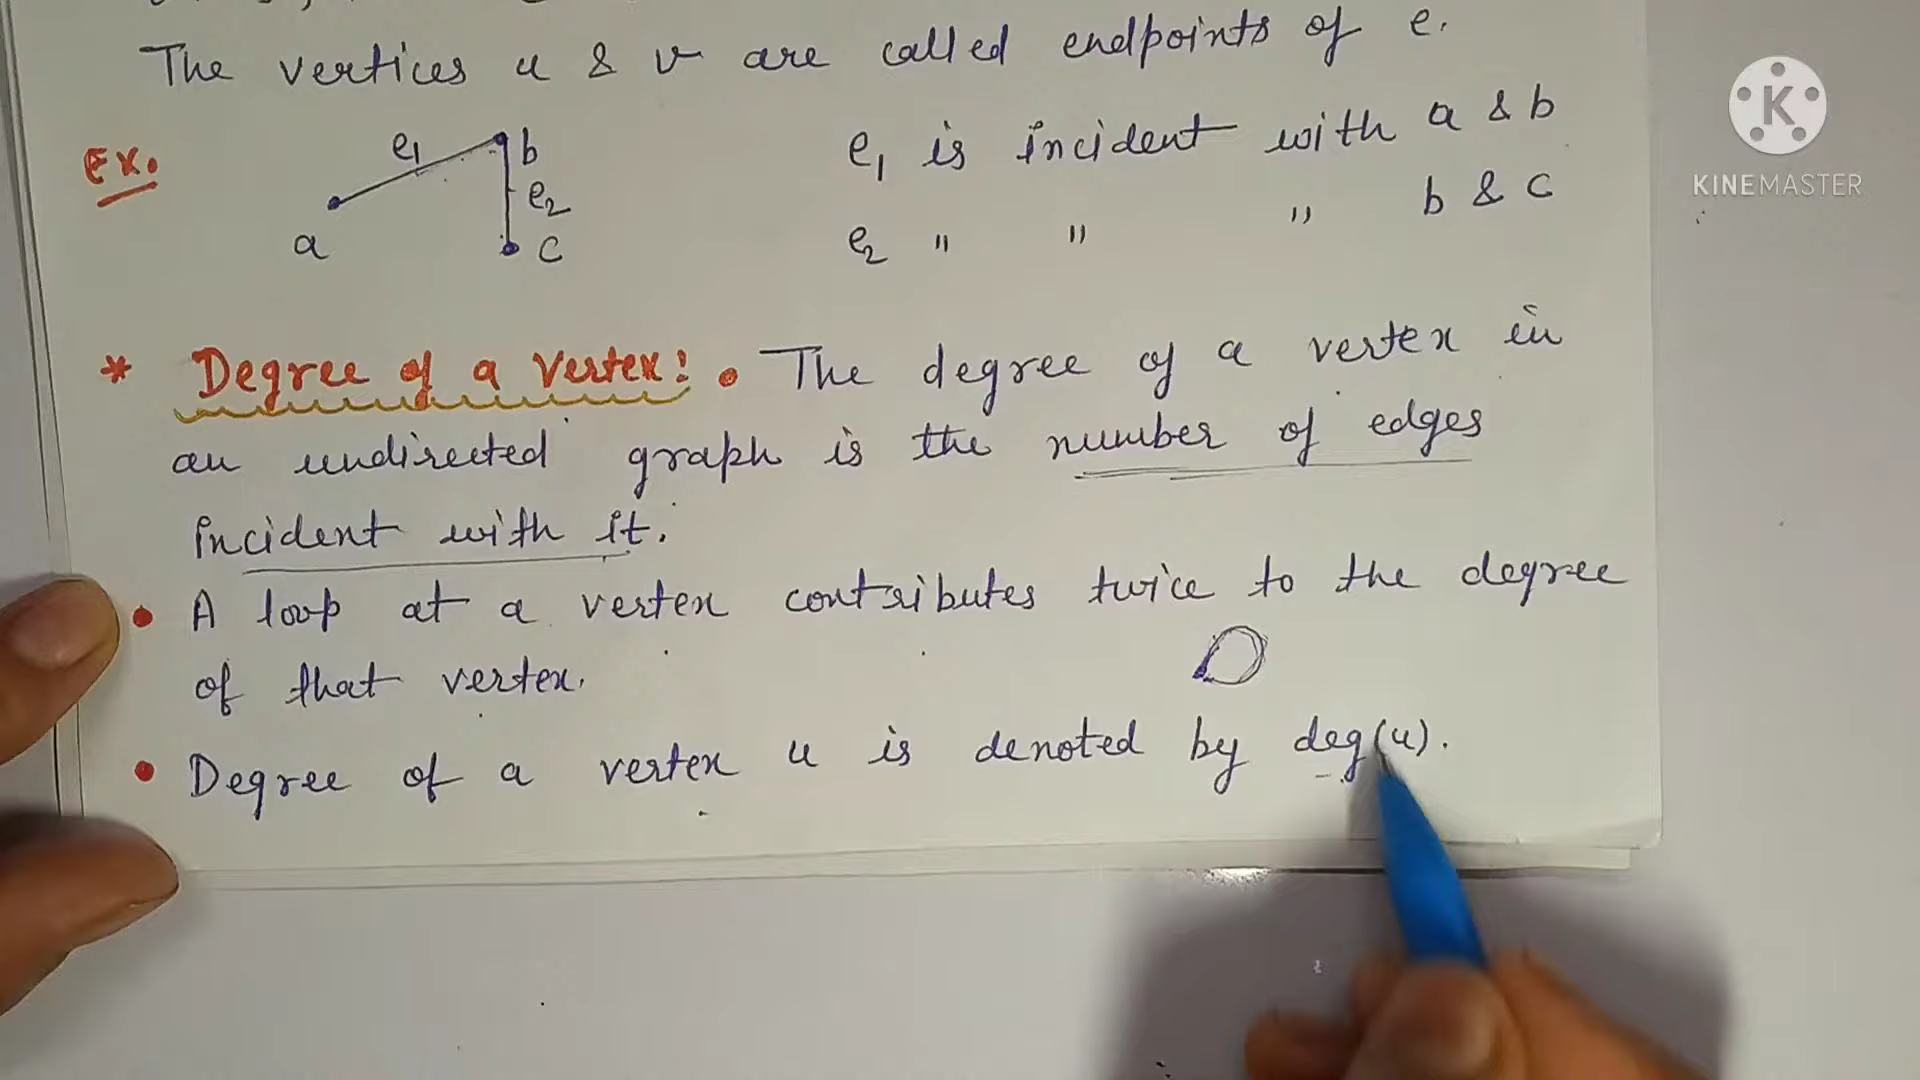 The vertices u & v are called endpoints of e.
Ex.
e1
b
e2
a
c
e1 is incident with a & b
e2 " " " b & c
* Degree of a Vertex: • The degree of a vertex in
an undirected graph is the number of edges
incident with it.
• A loop at a vertex contributes twice to the degree
of that vertex.
• Degree of a vertex u is denoted by deg(u).
K
KINEMASTER